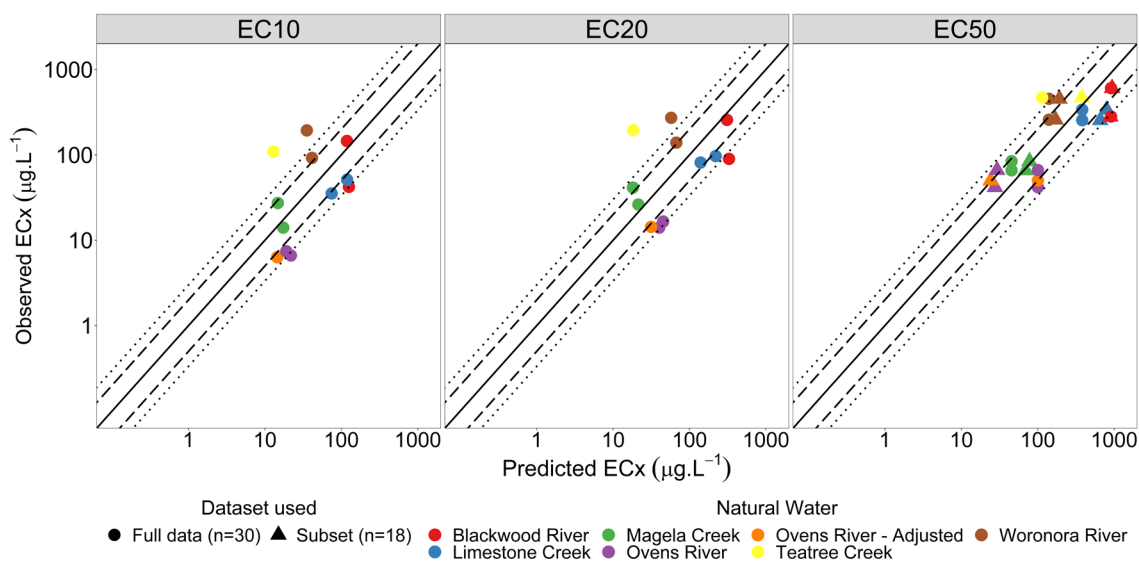 EC10 EC20 EC50
Observed ECx (μg.L⁻¹)
1000
100
10
1
1 10 100 1000 1 10 100 1000 1 10 100 1000
Predicted ECx (μg.L⁻¹)
Dataset used Natural Water
Full data (n=30) Subset (n=18) Blackwood River Magela Creek Ovens River - Adjusted Woronora River
Limestone Creek Ovens River Teatree Creek